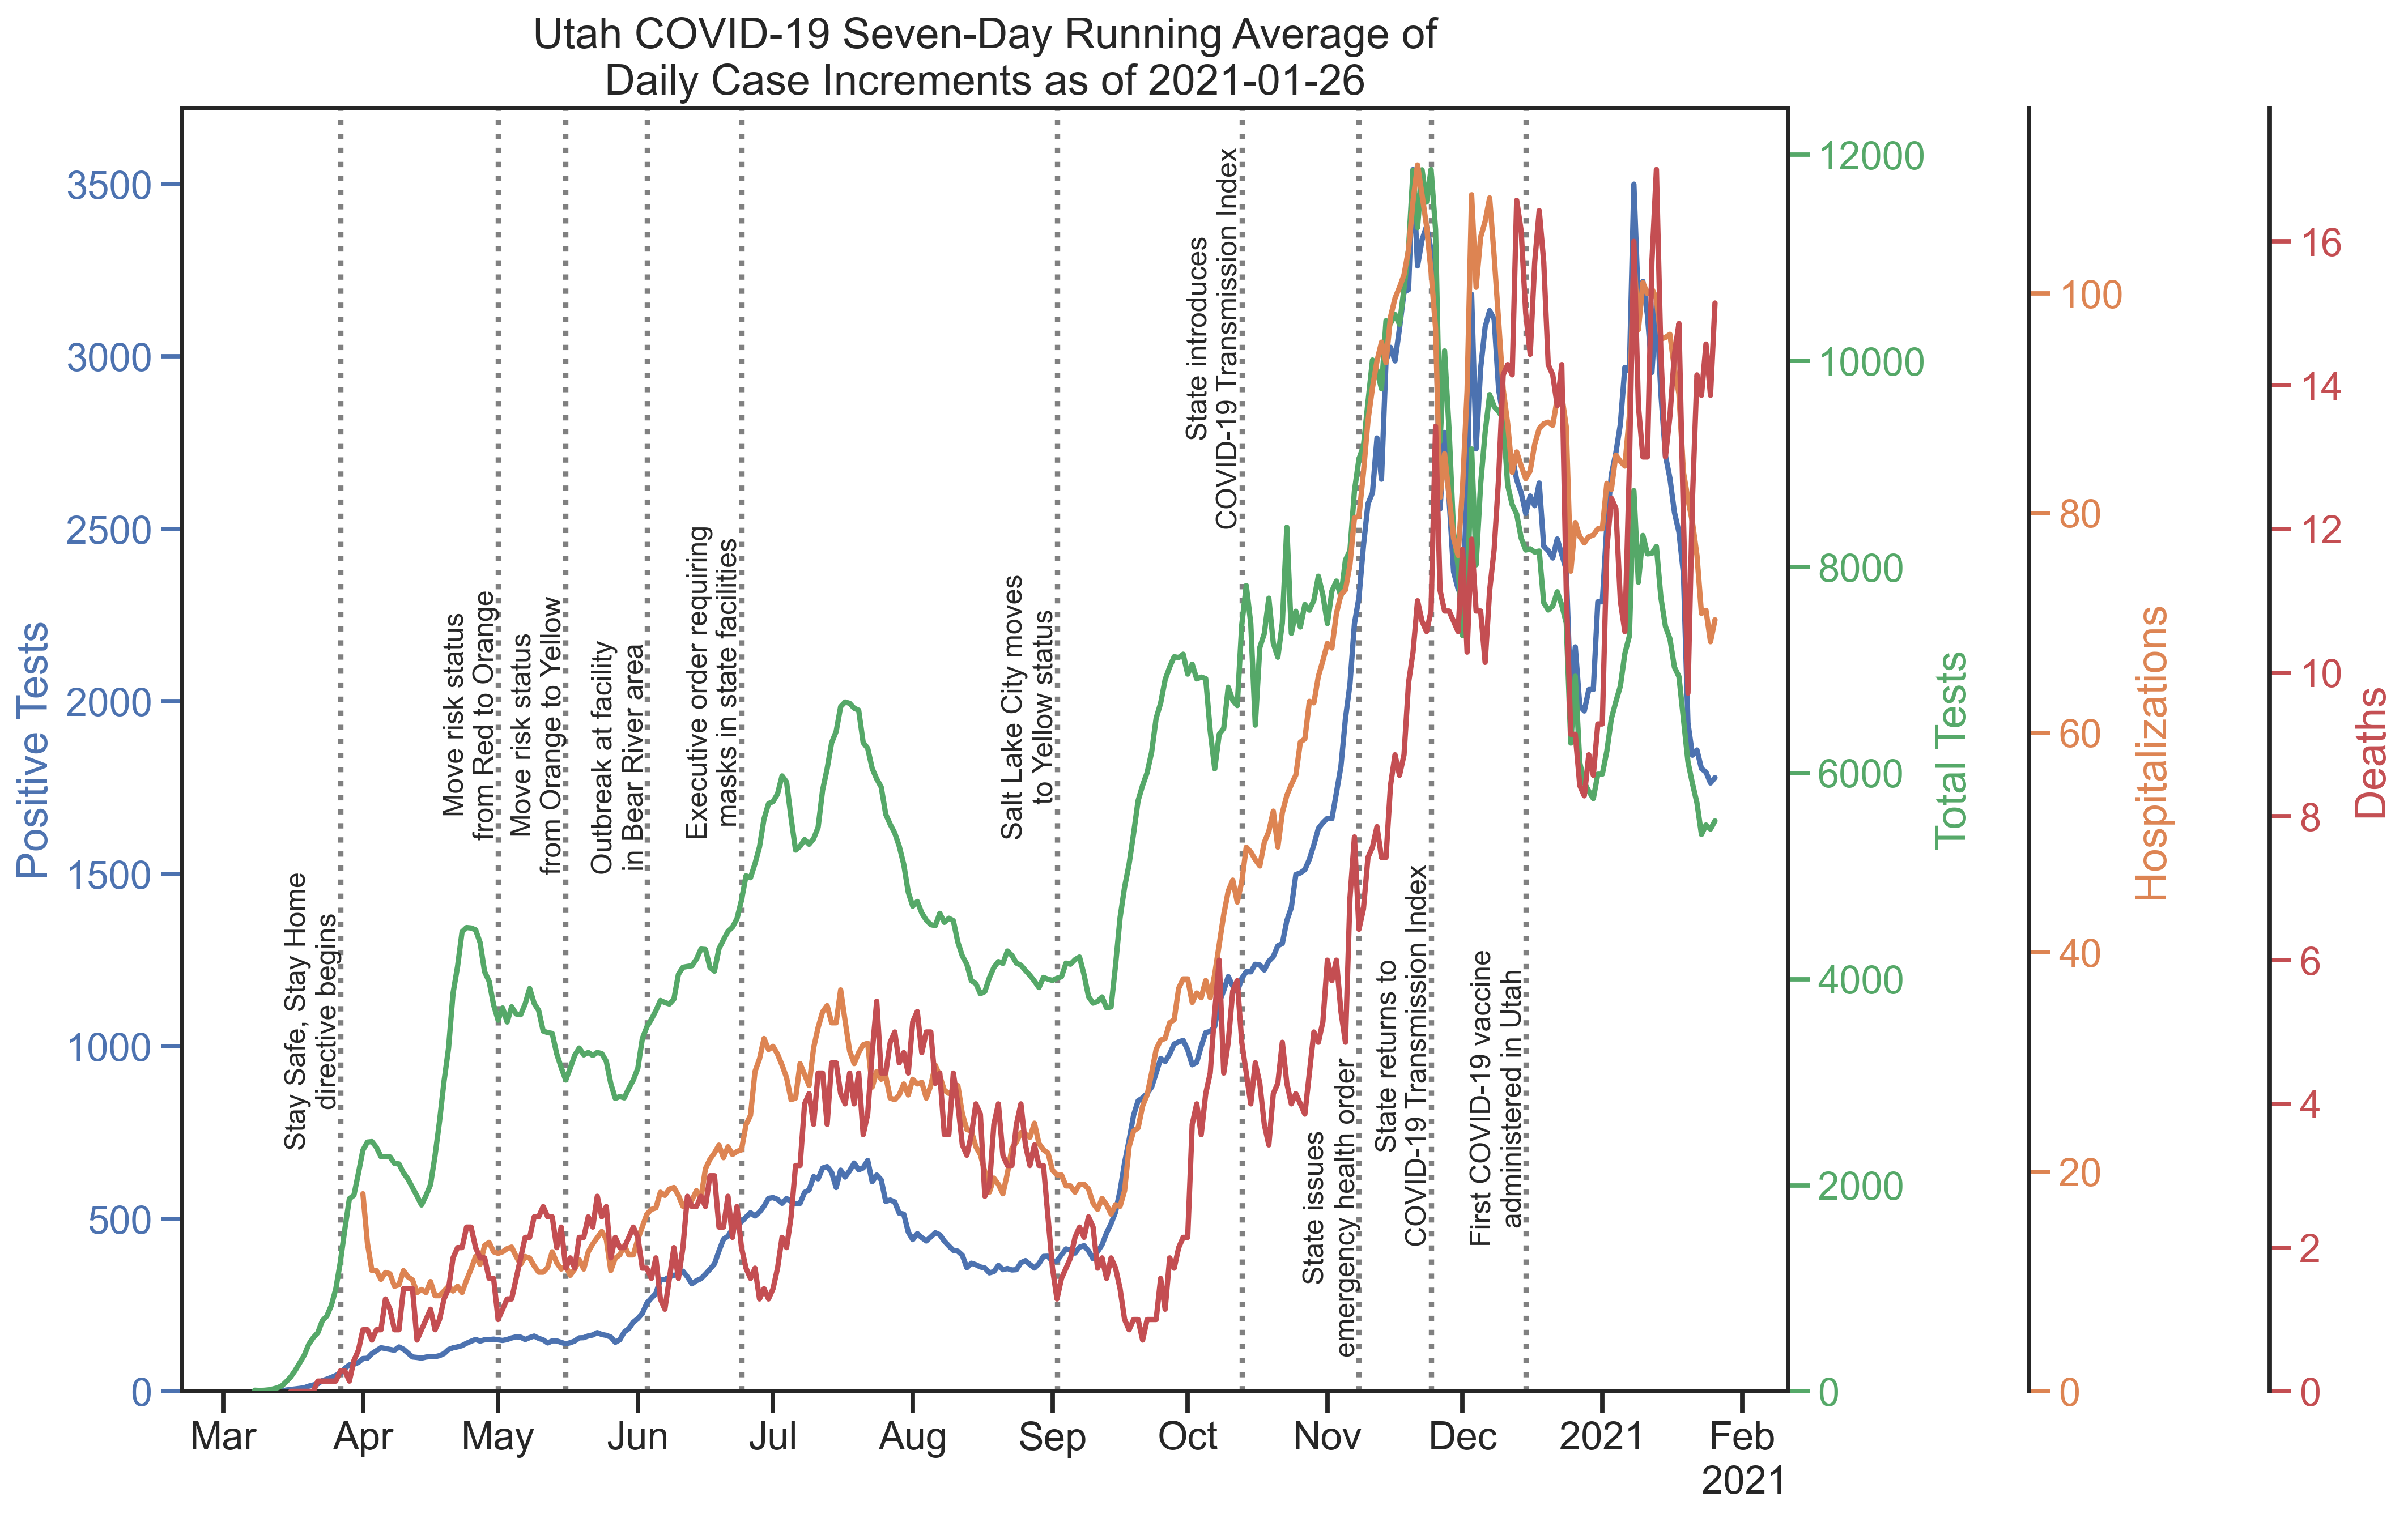 Utah COVID-19 Seven-Day Running Average of
Daily Case Increments as of 2021-01-26
Positive Tests
3500
3000
2500
2000
1500
1000
500
0
Stay Safe, Stay Home
directive begins
Move risk status
from Red to Orange
Move risk status
from Orange to Yellow
Outbreak at facility
in Bear River area
Executive order requiring
masks in state facilities
Salt Lake City moves
to Yellow status
State introduces
COVID-19 Transmission Index
State issues
emergency health order
State returns to
COVID-19 Transmission Index
First COVID-19 vaccine
administered in Utah
12000
10000
8000
6000
4000
2000
0
Total Tests
100
80
60
40
20
0
Hospitalizations
16
14
12
10
8
6
4
2
0
Deaths
Mar Apr May Jun Jul Aug Sep Oct Nov Dec 2021 Feb
2021